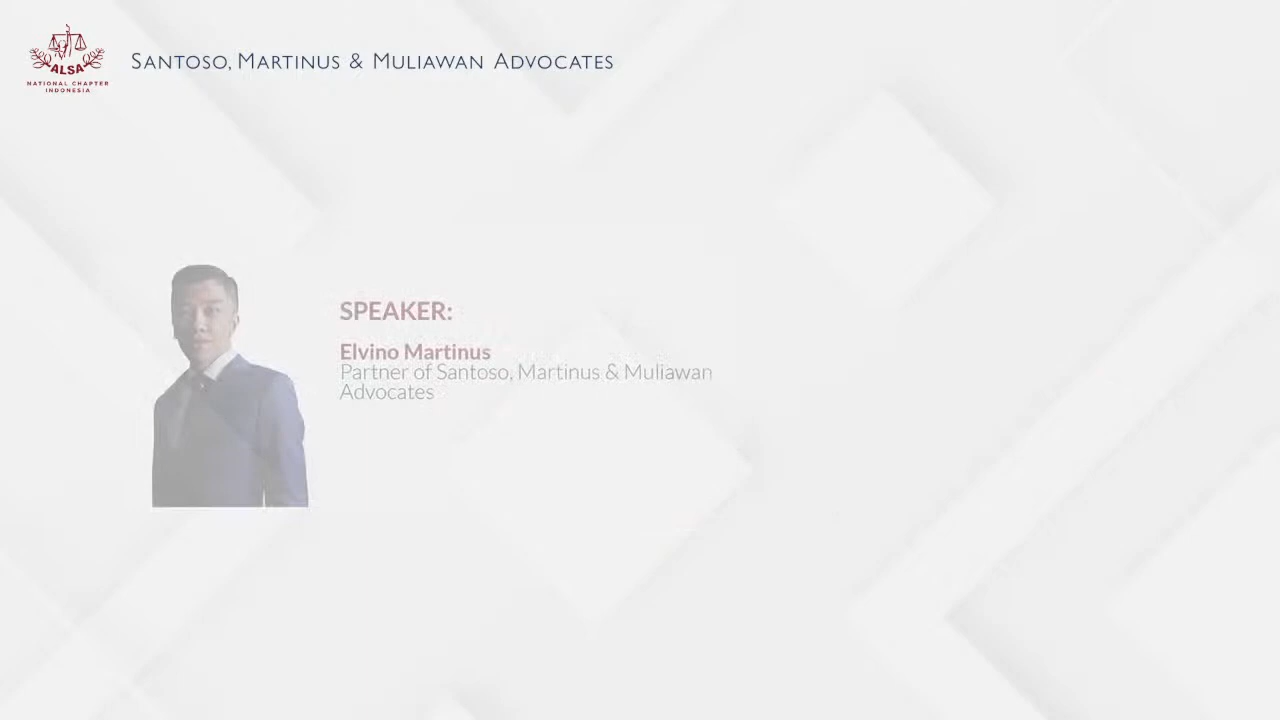 ALSA
NATIONAL CHAPTER
INDONESIA
SANTOSO, MARTINUS & MULIAWAN ADVOCATES
SPEAKER:
Elvino Martinus
Partner of Santoso, Martinus & Muliawan
Advocates